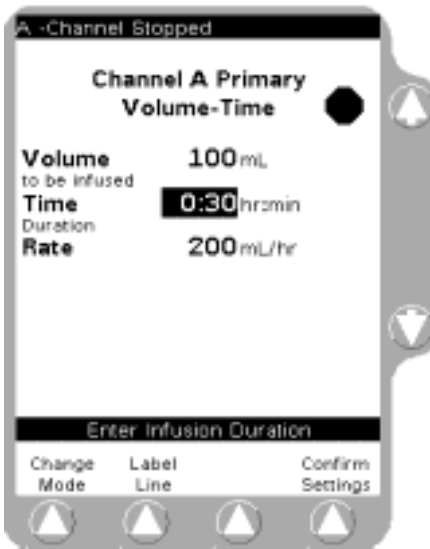 A -Channel Stopped
Channel A Primary
Volume-Time
Volume 100 mL
to be infused
Time 0:30 hr:min
Duration
Rate 200 mL/hr
Enter Infusion Duration
Change Label Confirm
Mode Line Settings